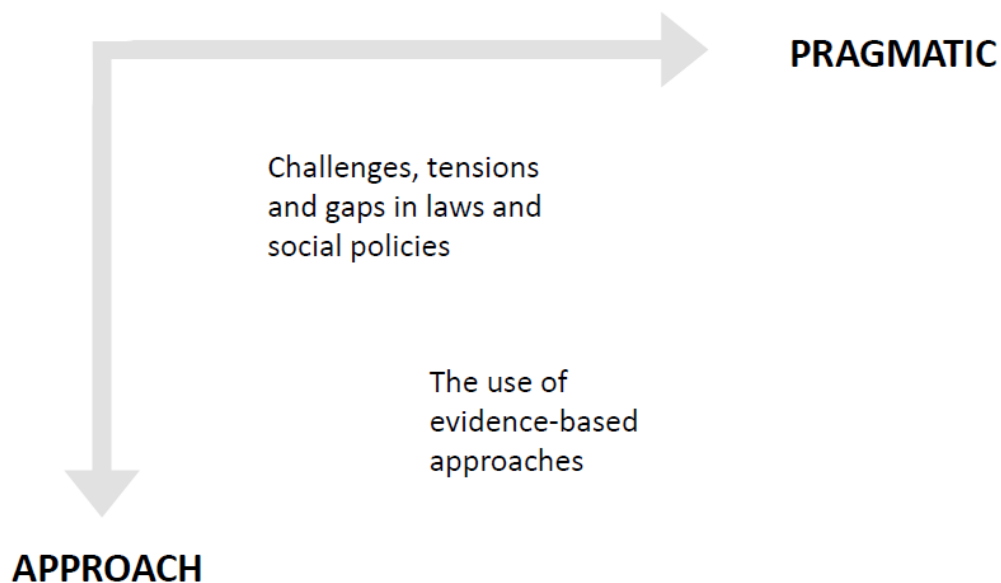 PRAGMATIC
Challenges, tensions
and gaps in laws and
social policies
The use of
evidence-based
approaches
APPROACH